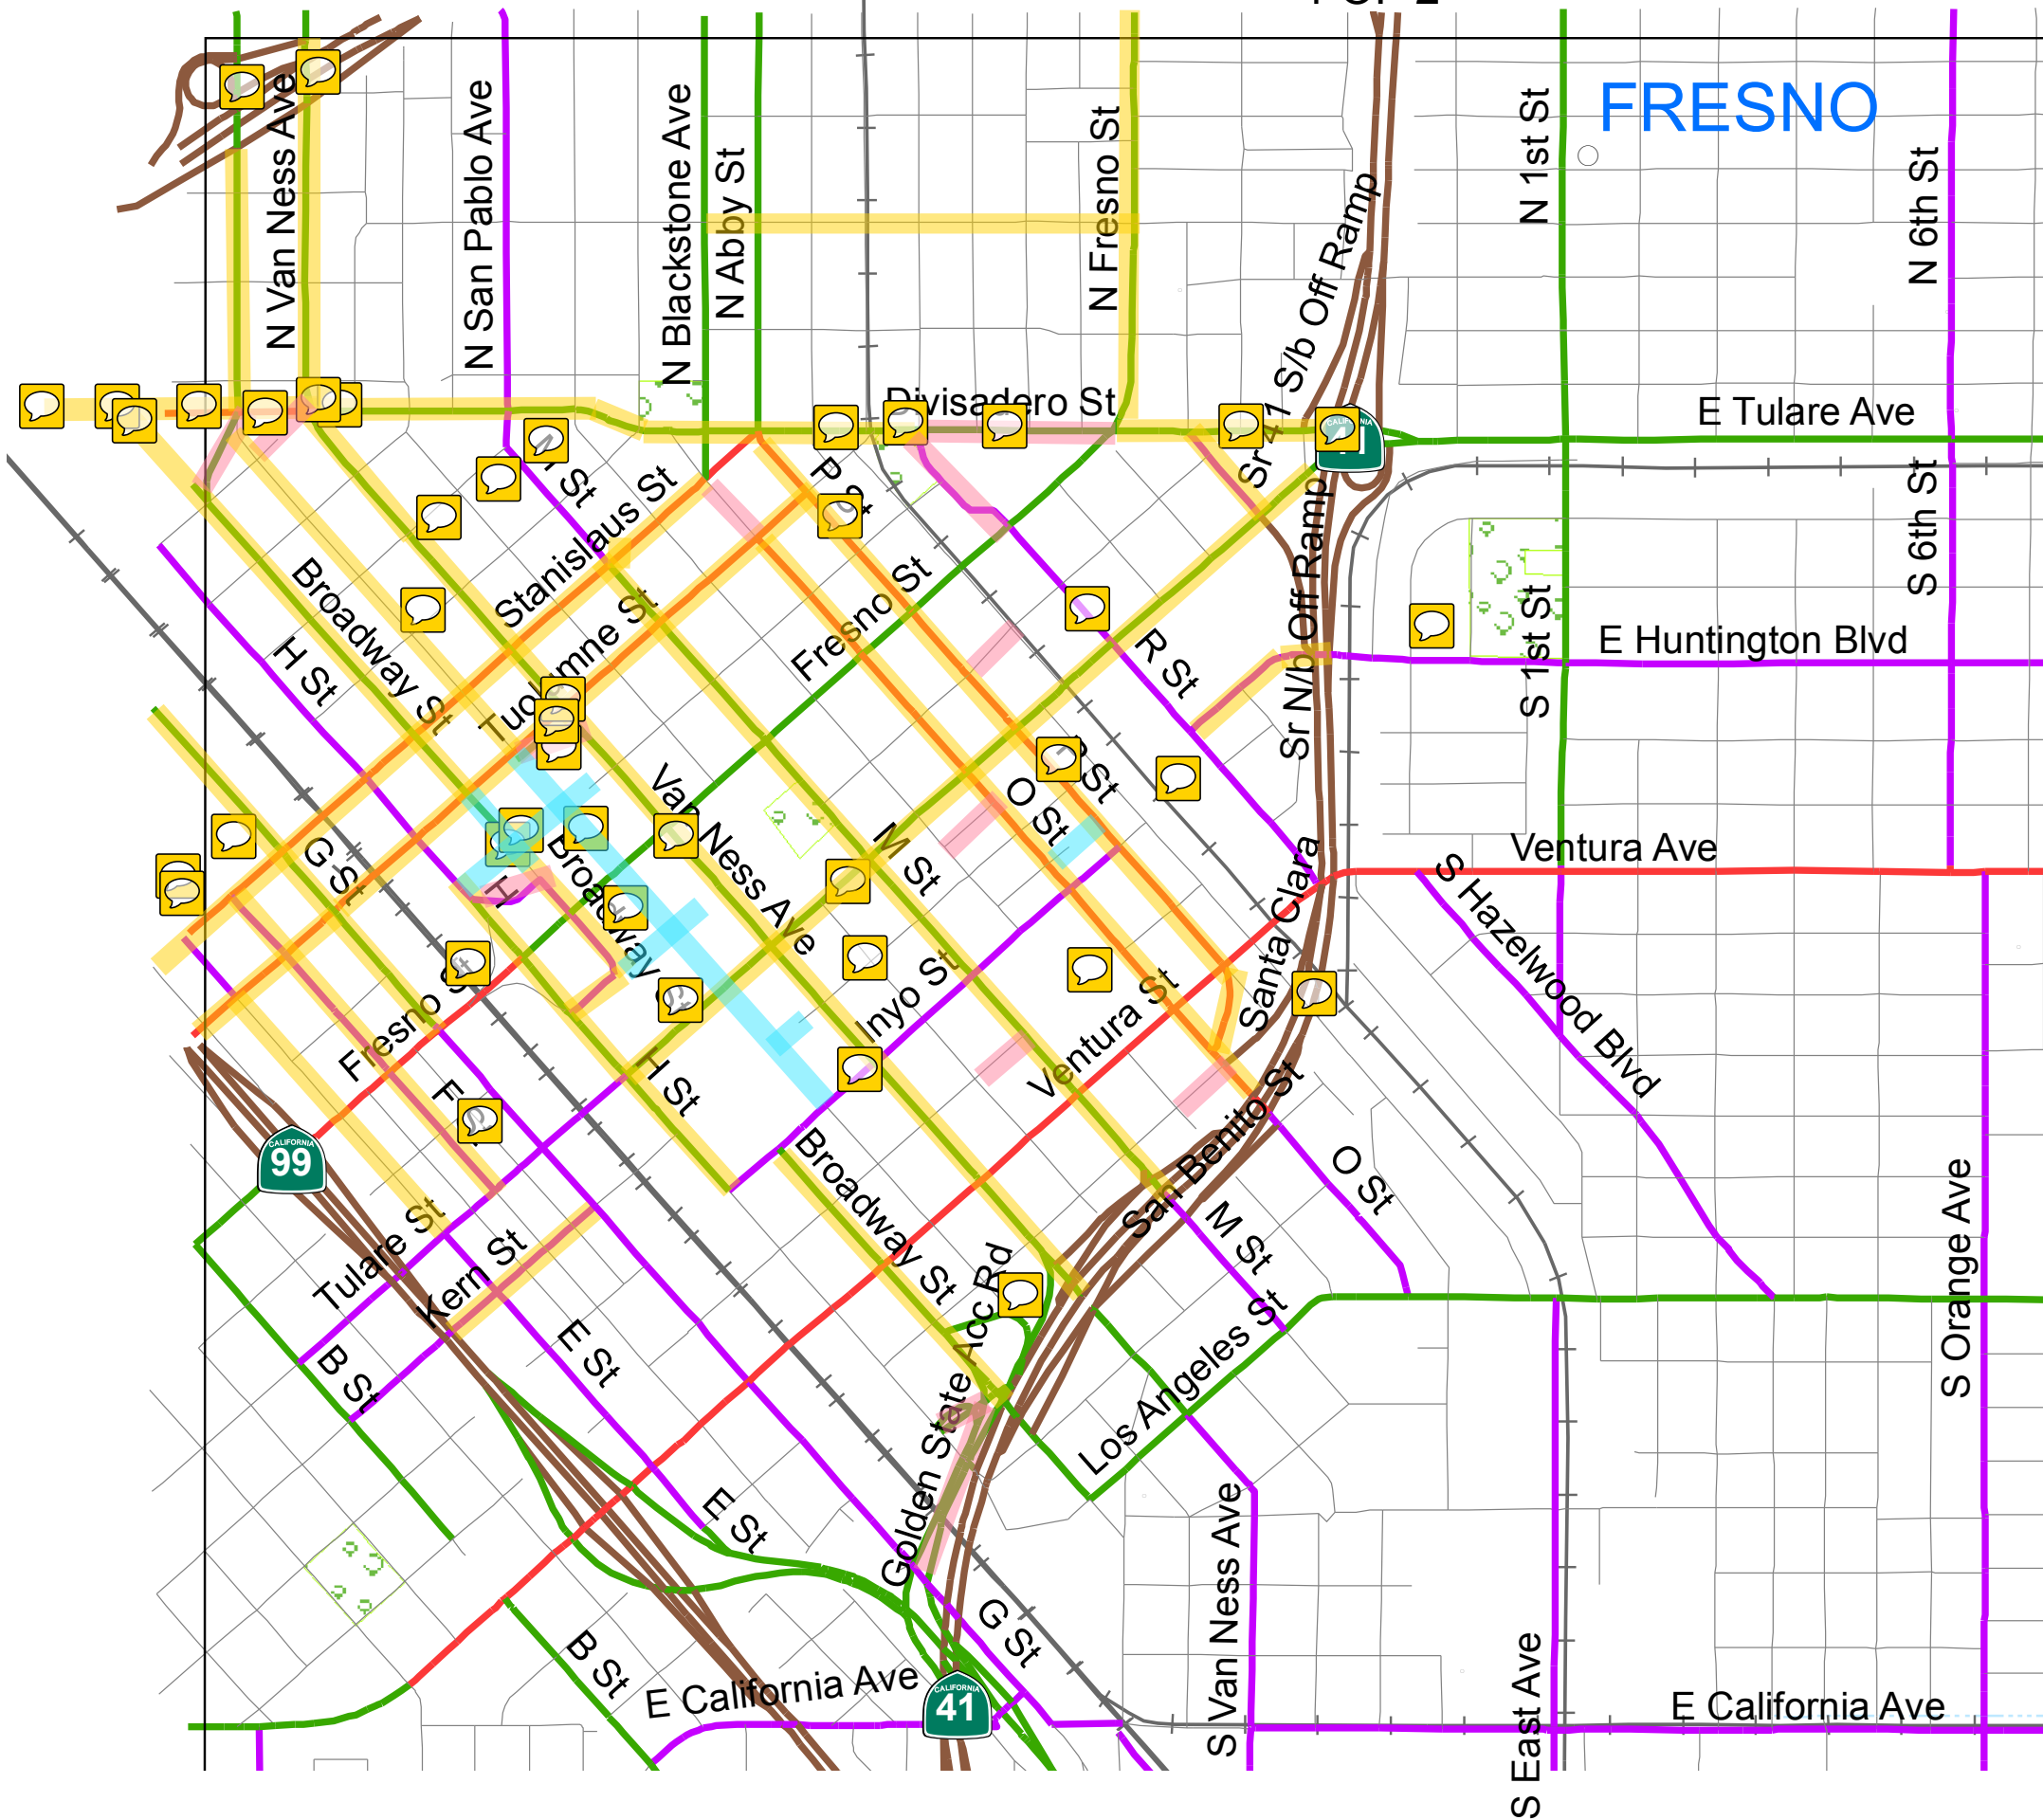 FRESNO
N Van Ness Ave
N San Pablo Ave
N Blackstone Ave
N Abby St
N Fresno St
Sr 41 S/b Off Ramp
N 1st St
N 6th St
Divisadero St
E Tulare Ave
CALIFORNIA
Stanislaus St
P St
Sr N/b Off Ramp
S 6th St
Broadway St
Tuolumne St
Fresno St
H St
R St
S 1st St
E Huntington Blvd
Van Ness Ave
O St
M St
G St
H
Broadway St
Ventura Ave
Santa Clara
S Hazelwood Blvd
Fresno St
Inyo St
Ventura St
H St
San Benito St
CALIFORNIA
99
Tulare St
Kern St
Broadway St
M St
O St
S Orange Ave
B St
E St
Golden State Acc Rd
Los Angeles St
E St
G St
S Van Ness Ave
B St
E California Ave
CALIFORNIA
41
S East Ave
E California Ave